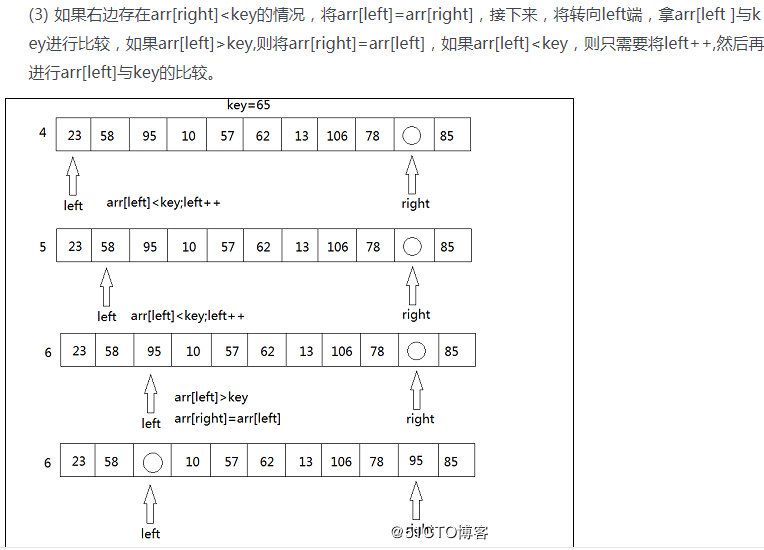 (3) 如果右边存在arr[right]<key的情况，将arr[left]=arr[right]，接下来，将转向left端，拿arr[left ]与k
ey进行比较，如果arr[left]>key,则将arr[right]=arr[left]，如果arr[left]<key，则只需要将left++,然后再
进行arr[left]与key的比较。
key=65
4 23 58 95 10 57 62 13 106 78 85
left arr[left]<key;left++ right
5 23 58 95 10 57 62 13 106 78 85
left arr[left]<key;left++ right
6 23 58 95 10 57 62 13 106 78 85
arr[left]>key
left arr[right]=arr[left] right
6 23 58 10 57 62 13 106 78 95 85
left right
@51CTO博客